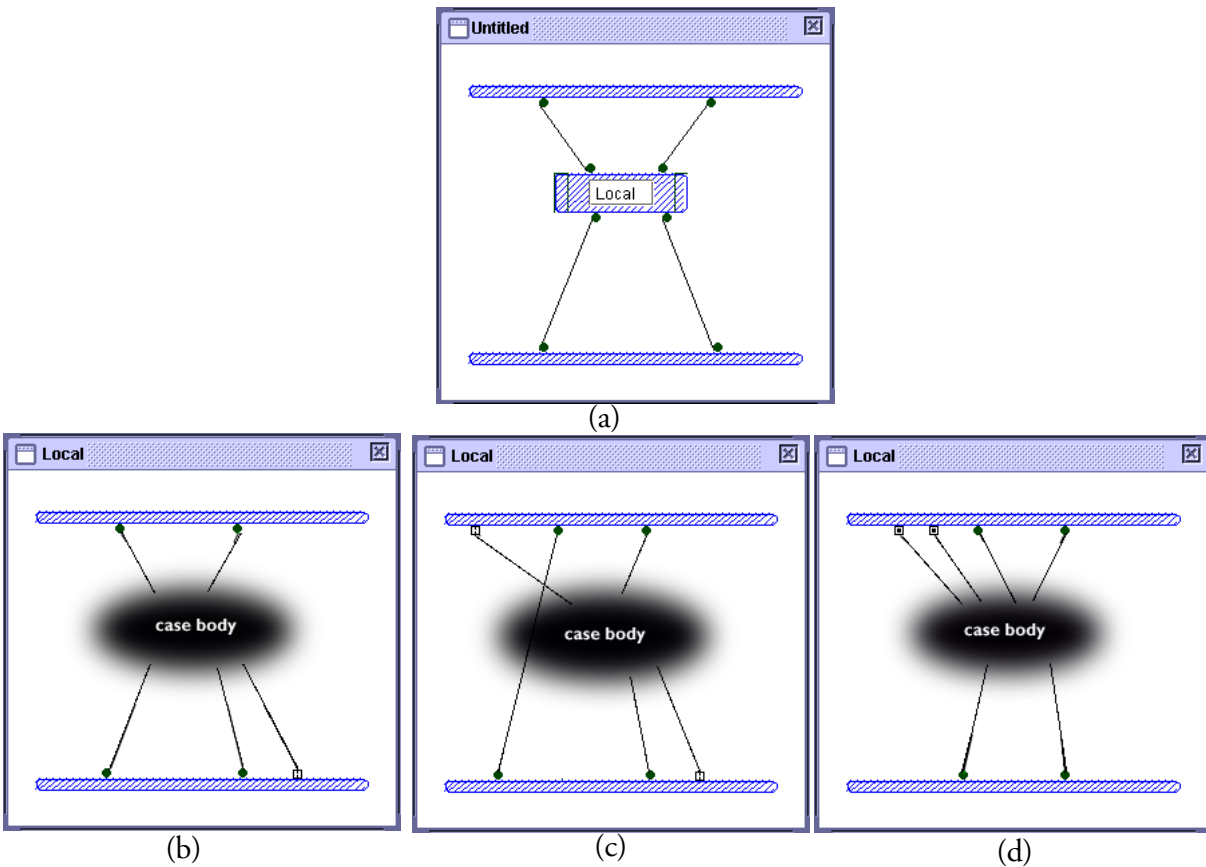 Untitled
Local
(a)
Local
Local
Local
case body
case body
case body
(b)
(c)
(d)